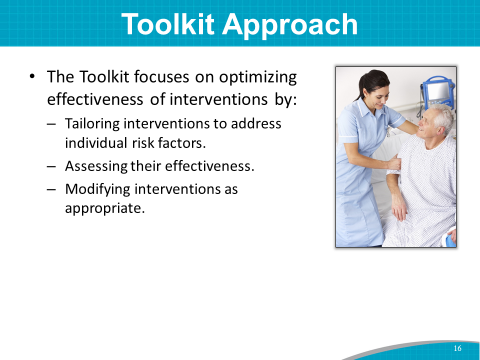 Toolkit Approach
• The Toolkit focuses on optimizing
effectiveness of interventions by:
– Tailoring interventions to address
individual risk factors.
– Assessing their effectiveness.
– Modifying interventions as
appropriate.
16